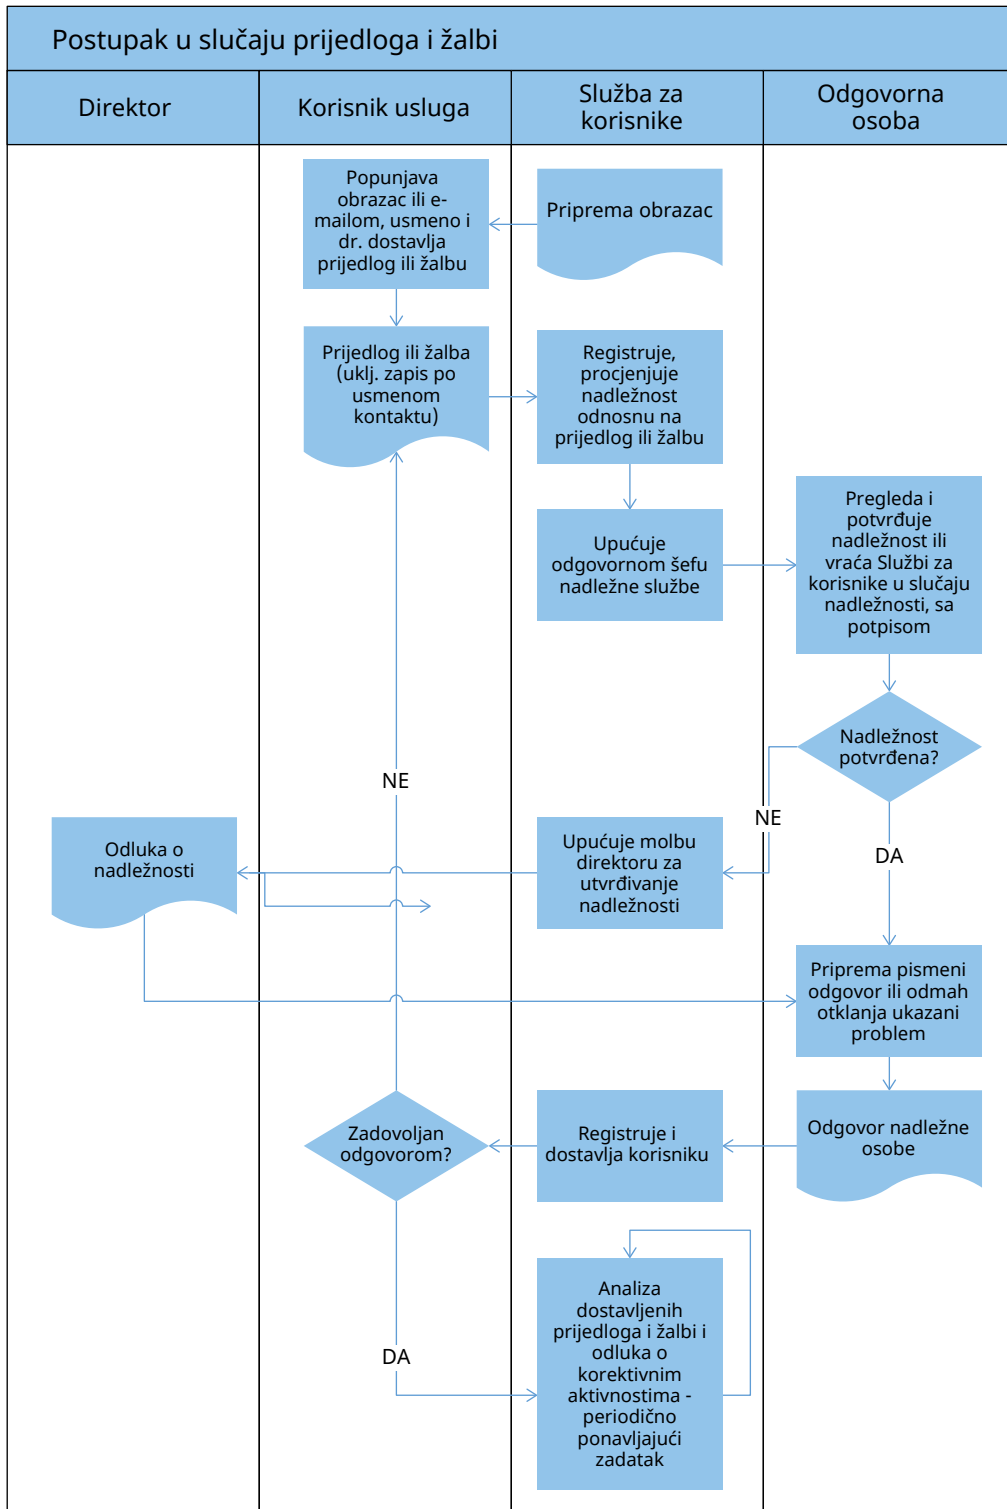 Postupak u slučaju prijedloga i žalbi
Direktor
Korisnik usluga
Služba za
korisnike
Odgovorna
osoba
Popunjava
obrazac ili e-
mailom, usmeno i
dr. dostavlja
prijedlog ili žalbu
Priprema obrazac
Prijedlog ili žalba
(uklj. zapis po
usmenom
kontaktu)
Registruje,
procjenjuje
nadležnost
odnosnu na
prijedlog ili žalbu
Upućuje
odgovornom šefu
nadležne službe
Pregleda i
potvrđuje
nadležnost ili
vraća Službi za
korisnike u slučaju
nadležnosti, sa
potpisom
Nadležnost
potvrđena?
NE
NE
DA
Odluka o
nadležnosti
Upućuje molbu
direktoru za
utvrđivanje
nadležnosti
Priprema pismeni
odgovor ili odmah
otklanja ukazani
problem
Zadovoljan
odgovorom?
Registruje i
dostavlja korisniku
Odgovor nadležne
osobe
DA
Analiza
dostavljenih
prijedloga i žalbi i
odluka o
korektivnim
aktivnostima -
periodično
ponavljajući
zadatak